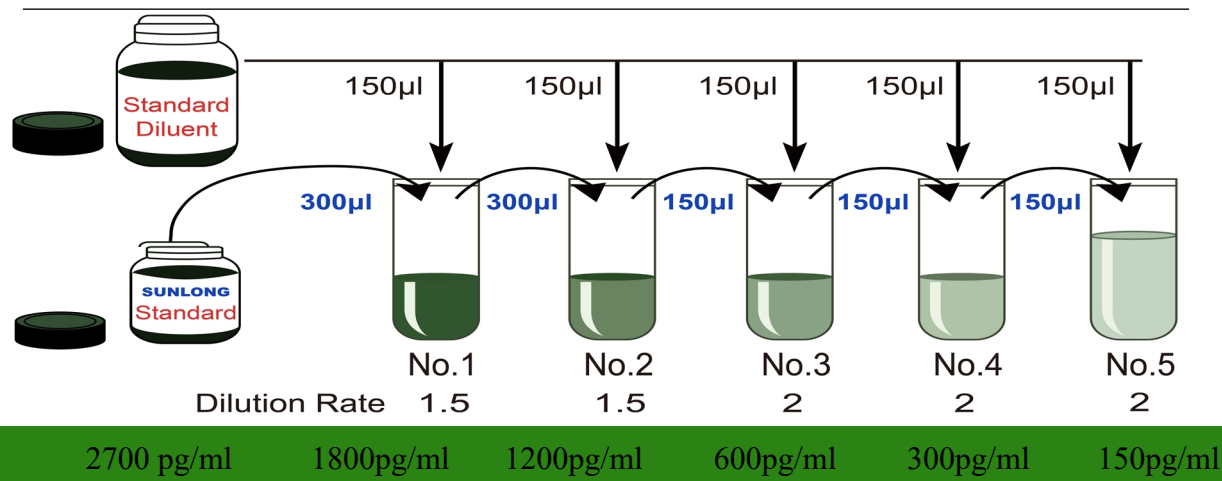 150µl 150µl 150µl 150µl 150µl
Standard
Diluent
300µl 300µl 150µl 150µl 150µl
SUNLONG
Standard
No.1 No.2 No.3 No.4 No.5
Dilution Rate 1.5 1.5 2 2 2
2700 pg/ml 1800pg/ml 1200pg/ml 600pg/ml 300pg/ml 150pg/ml